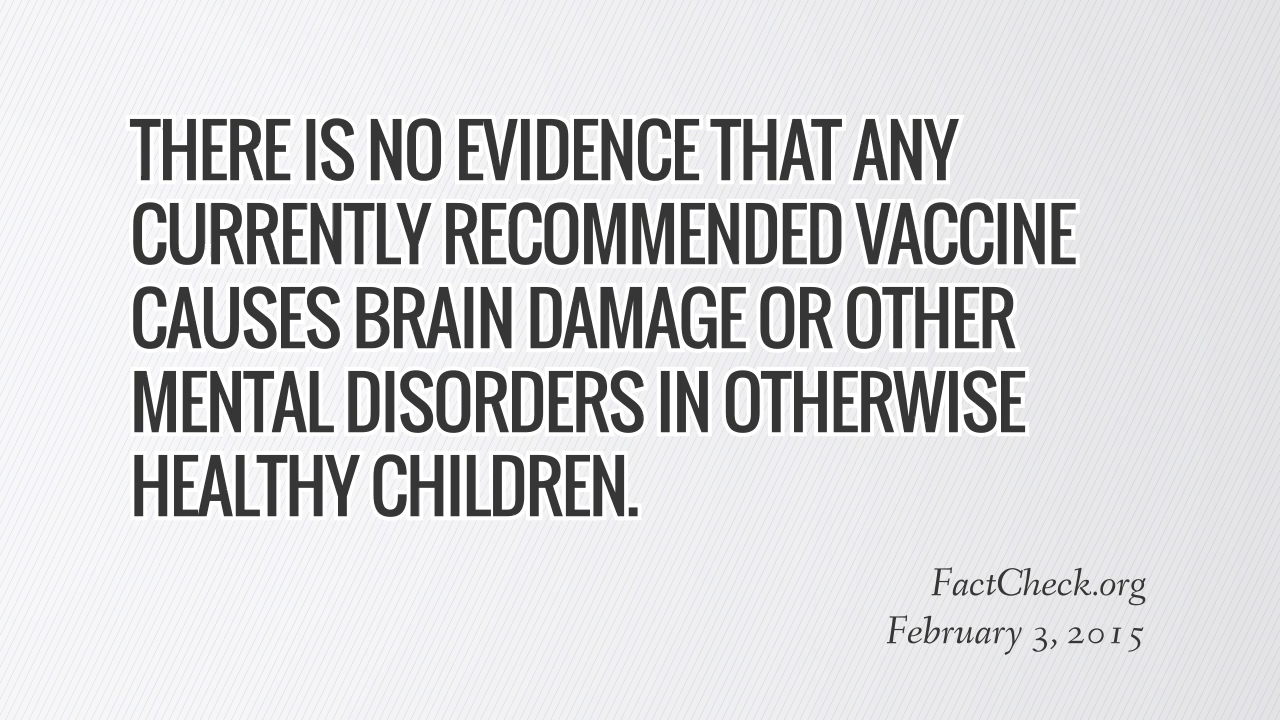 THERE IS NO EVIDENCE THAT ANY
CURRENTLY RECOMMENDED VACCINE
CAUSES BRAIN DAMAGE OR OTHER
MENTAL DISORDERS IN OTHERWISE
HEALTHY CHILDREN.
FactCheck.org
February 3, 2015